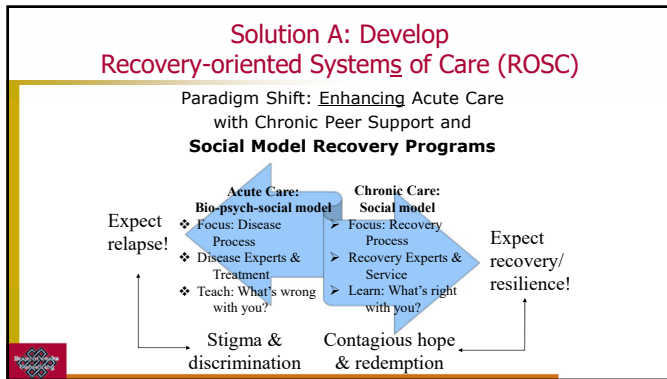 Solution A: Develop
Recovery-oriented Systems of Care (ROSC)
Paradigm Shift: Enhancing Acute Care
with Chronic Peer Support and
Social Model Recovery Programs
Expect
relapse!
Acute Care:
Bio-psych-social model
❖ Focus: Disease
Process
❖ Disease Experts &
Treatment
❖ Teach: What's wrong
with you?
Chronic Care:
Social model
➢ Focus: Recovery
Process
➢ Recovery Experts &
Service
➢ Learn: What's right
with you?
Expect
recovery/
resilience!
Stigma &
discrimination
Contagious hope
& redemption